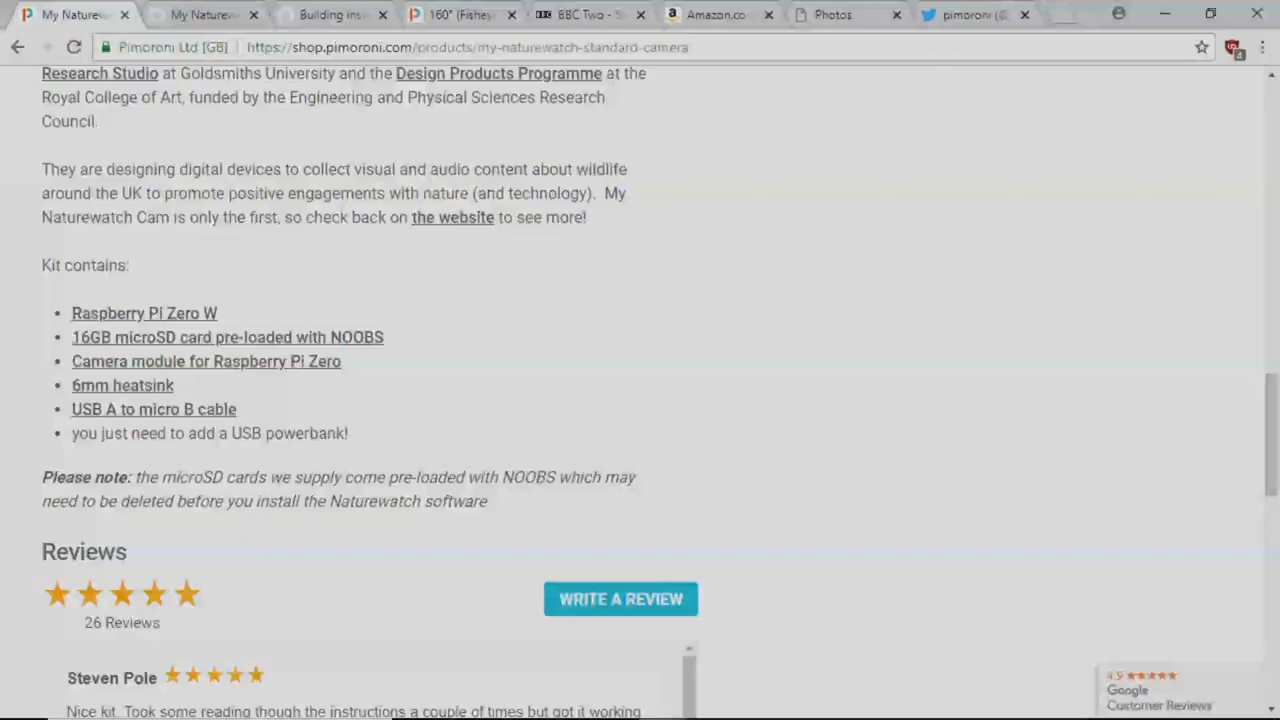 My Naturew
My Naturew
Building ins
160° (Fishey
BBC Two - S
Amazon.co
Photos
pimoroni (@
Pimoroni Ltd [GB]
https://shop.pimoroni.com/products/my-naturewatch-standard-camera
Research Studio at Goldsmiths University and the Design Products Programme at the
Royal College of Art, funded by the Engineering and Physical Sciences Research
Council.
They are designing digital devices to collect visual and audio content about wildlife
around the UK to promote positive engagements with nature (and technology). My
Naturewatch Cam is only the first, so check back on the website to see more!
Kit contains:
• Raspberry Pi Zero W
• 16GB microSD card pre-loaded with NOOBS
• Camera module for Raspberry Pi Zero
• 6mm heatsink
• USB A to micro B cable
• you just need to add a USB powerbank!
Please note: the microSD cards we supply come pre-loaded with NOOBS which may
need to be deleted before you install the Naturewatch software
Reviews
WRITE A REVIEW
26 Reviews
Steven Pole
Nice kit. Took some reading though the instructions a couple of times but got it working
4.9
Google
Customer Reviews